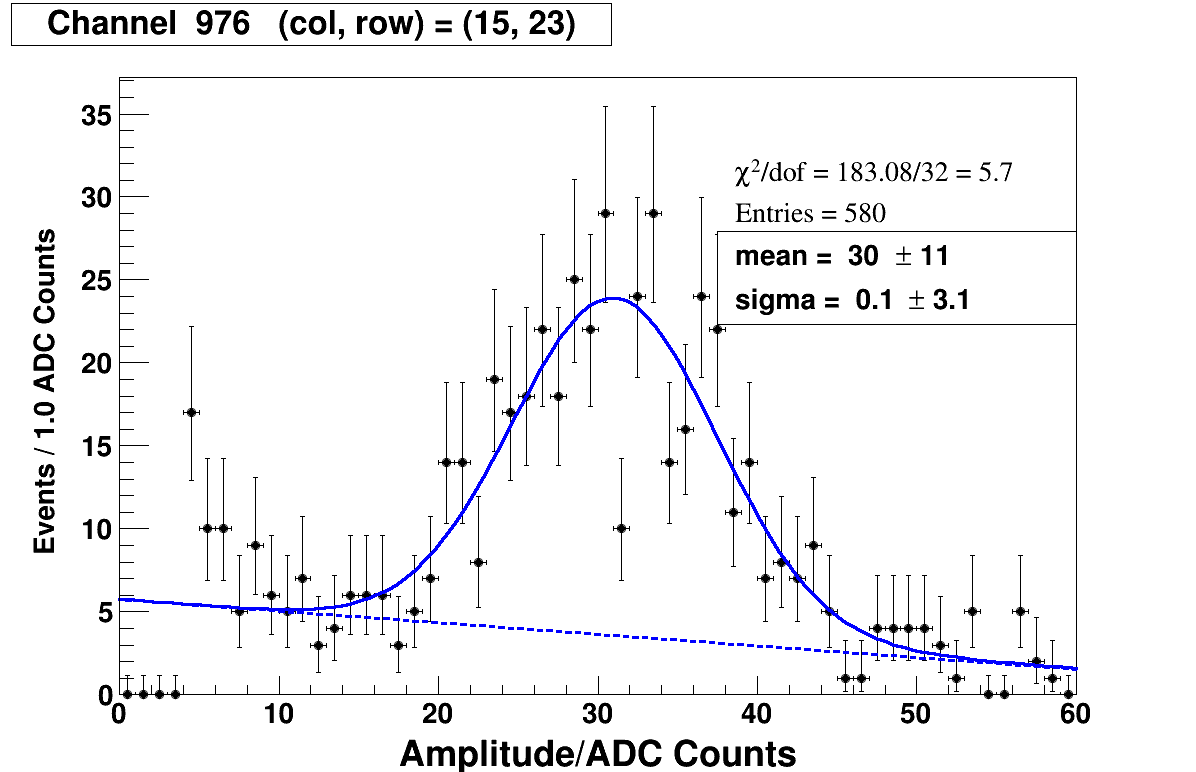 Channel 976 (col, row) = (15, 23)
35
30
25
20
15
10
5
0
Events / 1.0 ADC Counts
χ²/dof = 183.08/32 = 5.7
Entries = 580
mean = 30 ± 11
sigma = 0.1 ± 3.1
0 10 20 30 40 50 60
Amplitude/ADC Counts